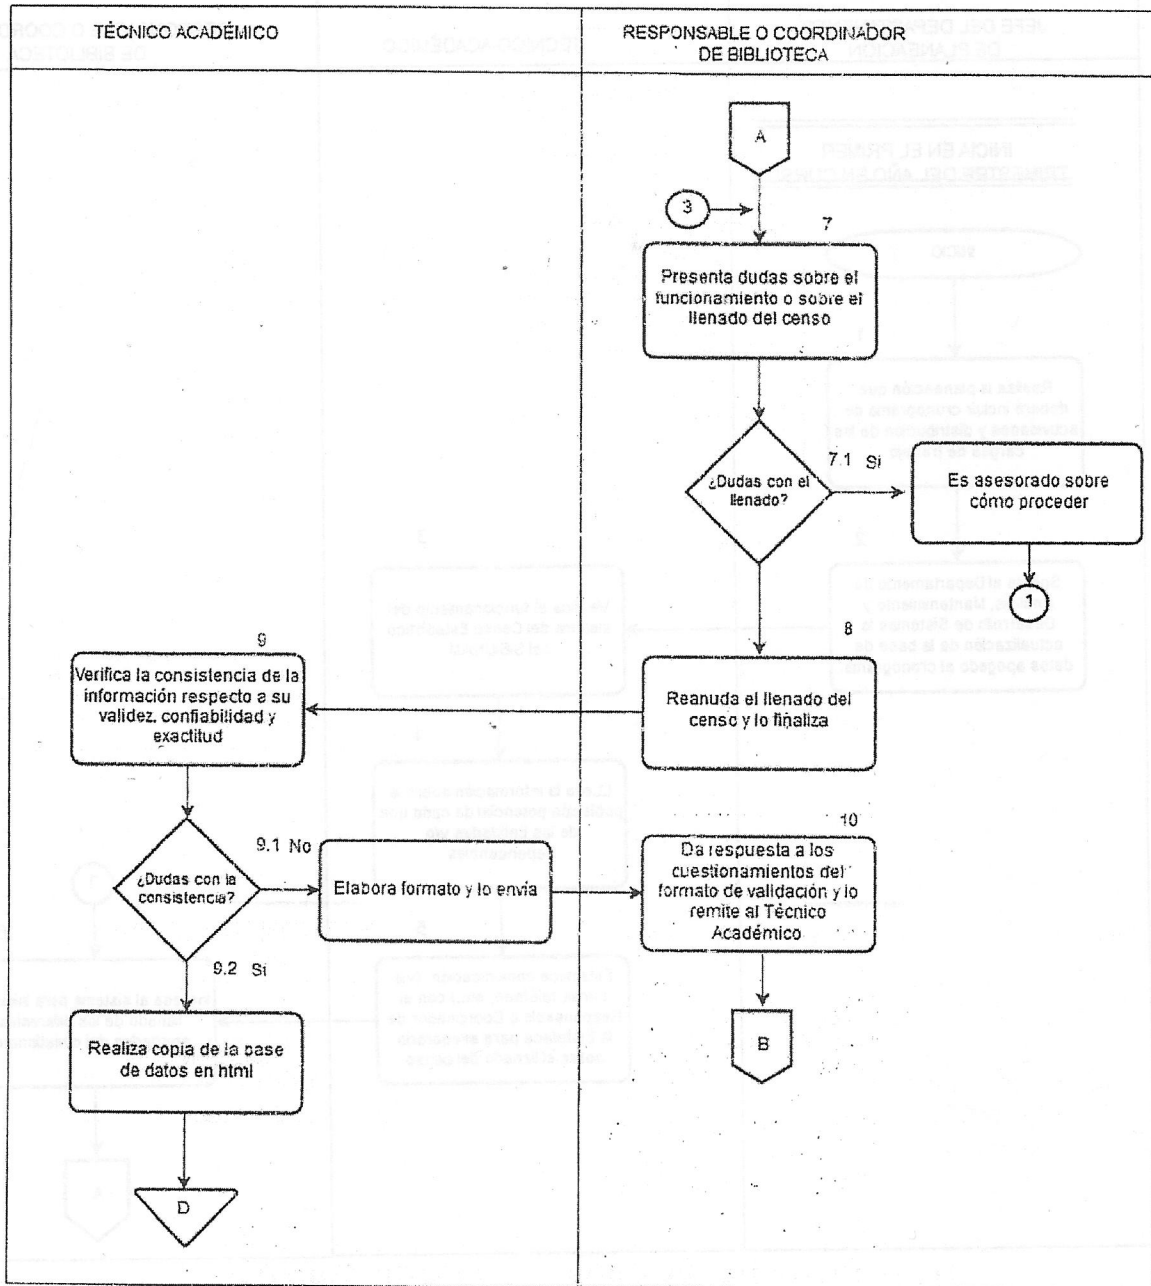 TÉCNICO ACADÉMICO
RESPONSABLE O COORDINADOR
DE BIBLIOTECA
A
3
7
Presenta dudas sobre el
funcionamiento o sobre el
llenado del censo
¿Dudas con el
llenado?
7.1 Si
Es asesorado sobre
cómo proceder
1
8
Reanuda el llenado del
censo y lo finaliza
9
Verifica la consistencia de la
información respecto a su
validez, confiabilidad y
exactitud
¿Dudas con la
consistencia?
9.1 No
Elabora formato y lo envía
10
Da respuesta a los
cuestionamientos del
formato de validación y lo
remite al Técnico
Académico
B
9.2 Si
Realiza copia de la base
de datos en html
D